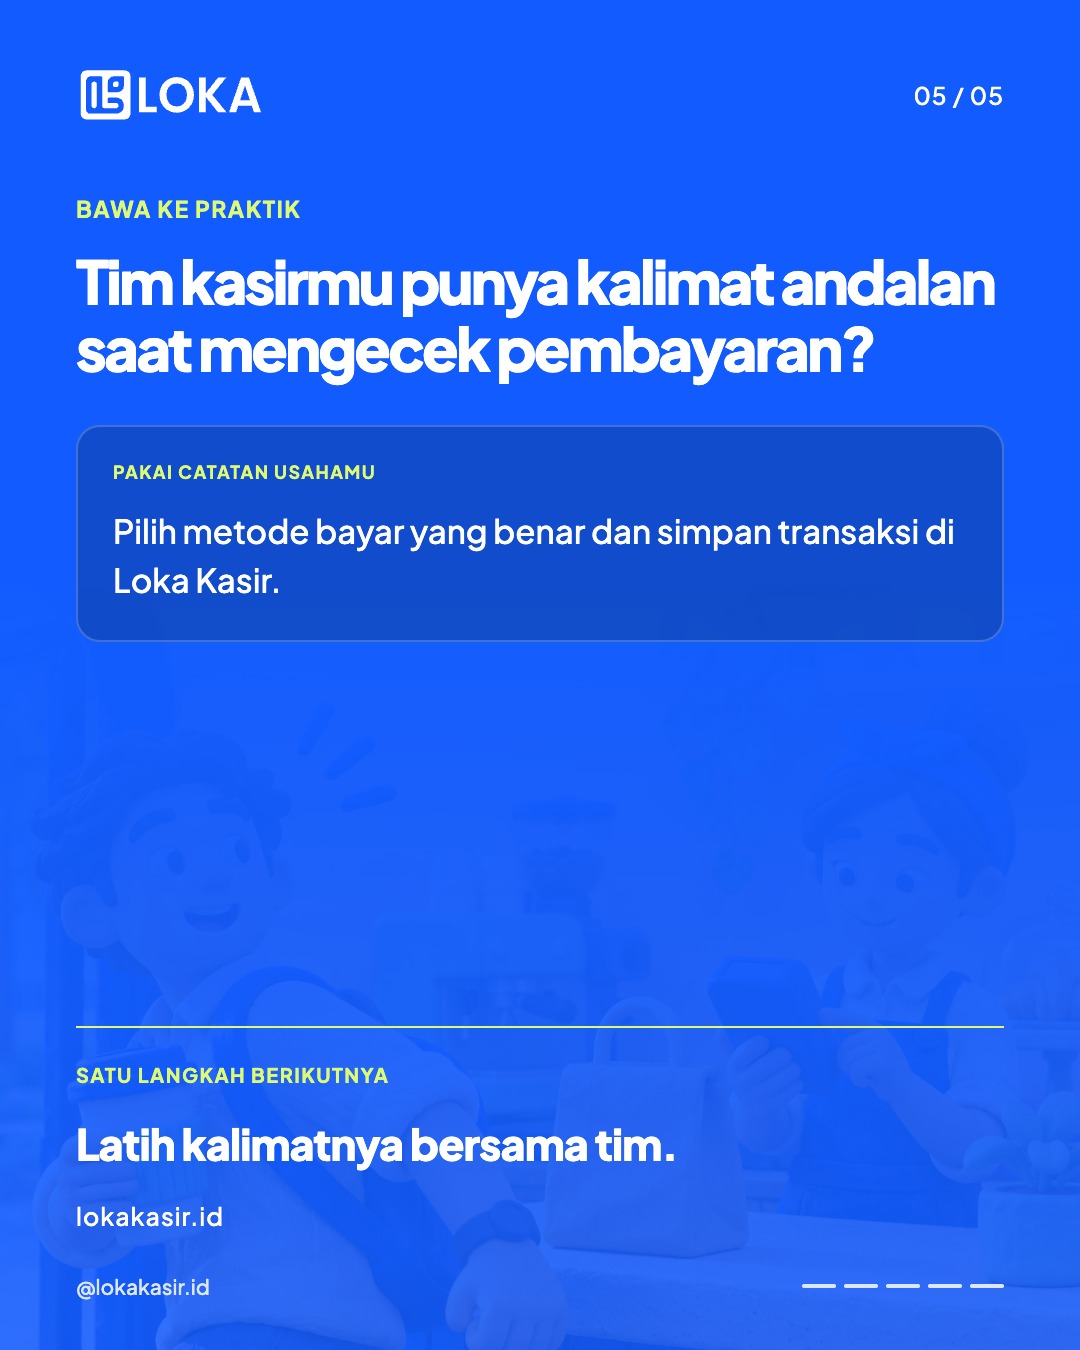 LOKA
05 / 05
BAWA KE PRAKTIK
Tim kasirmu punya kalimat andalan
saat mengecek pembayaran?
PAKAI CATATAN USAHAMU
Pilih metode bayar yang benar dan simpan transaksi di
Loka Kasir.
SATU LANGKAH BERIKUTNYA
Latih kalimatnya bersama tim.
lokakasir.id
@lokakasir.id